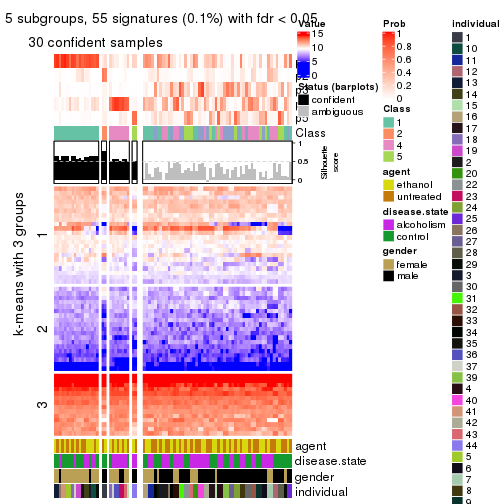 5 subgroups, 55 signatures (0.1%) with fdr < 0.05
30 confident samples
Class
1
0.5
0
Silhouette
score
k-means with 3 groups
1
2
3
agent
disease.state
gender
individual
Value
15
10
5
0
Status (barplots)
confident
ambiguous
Prob
1
0.8
0.6
0.4
0.2
0
Class
1
2
4
5
agent
ethanol
untreated
disease.state
alcoholism
control
gender
female
male
individual
1
10
11
12
13
14
15
16
17
18
19
2
20
22
23
24
25
26
27
28
29
3
30
31
32
33
34
35
36
37
39
4
40
41
42
43
44
5
6
7
8
9